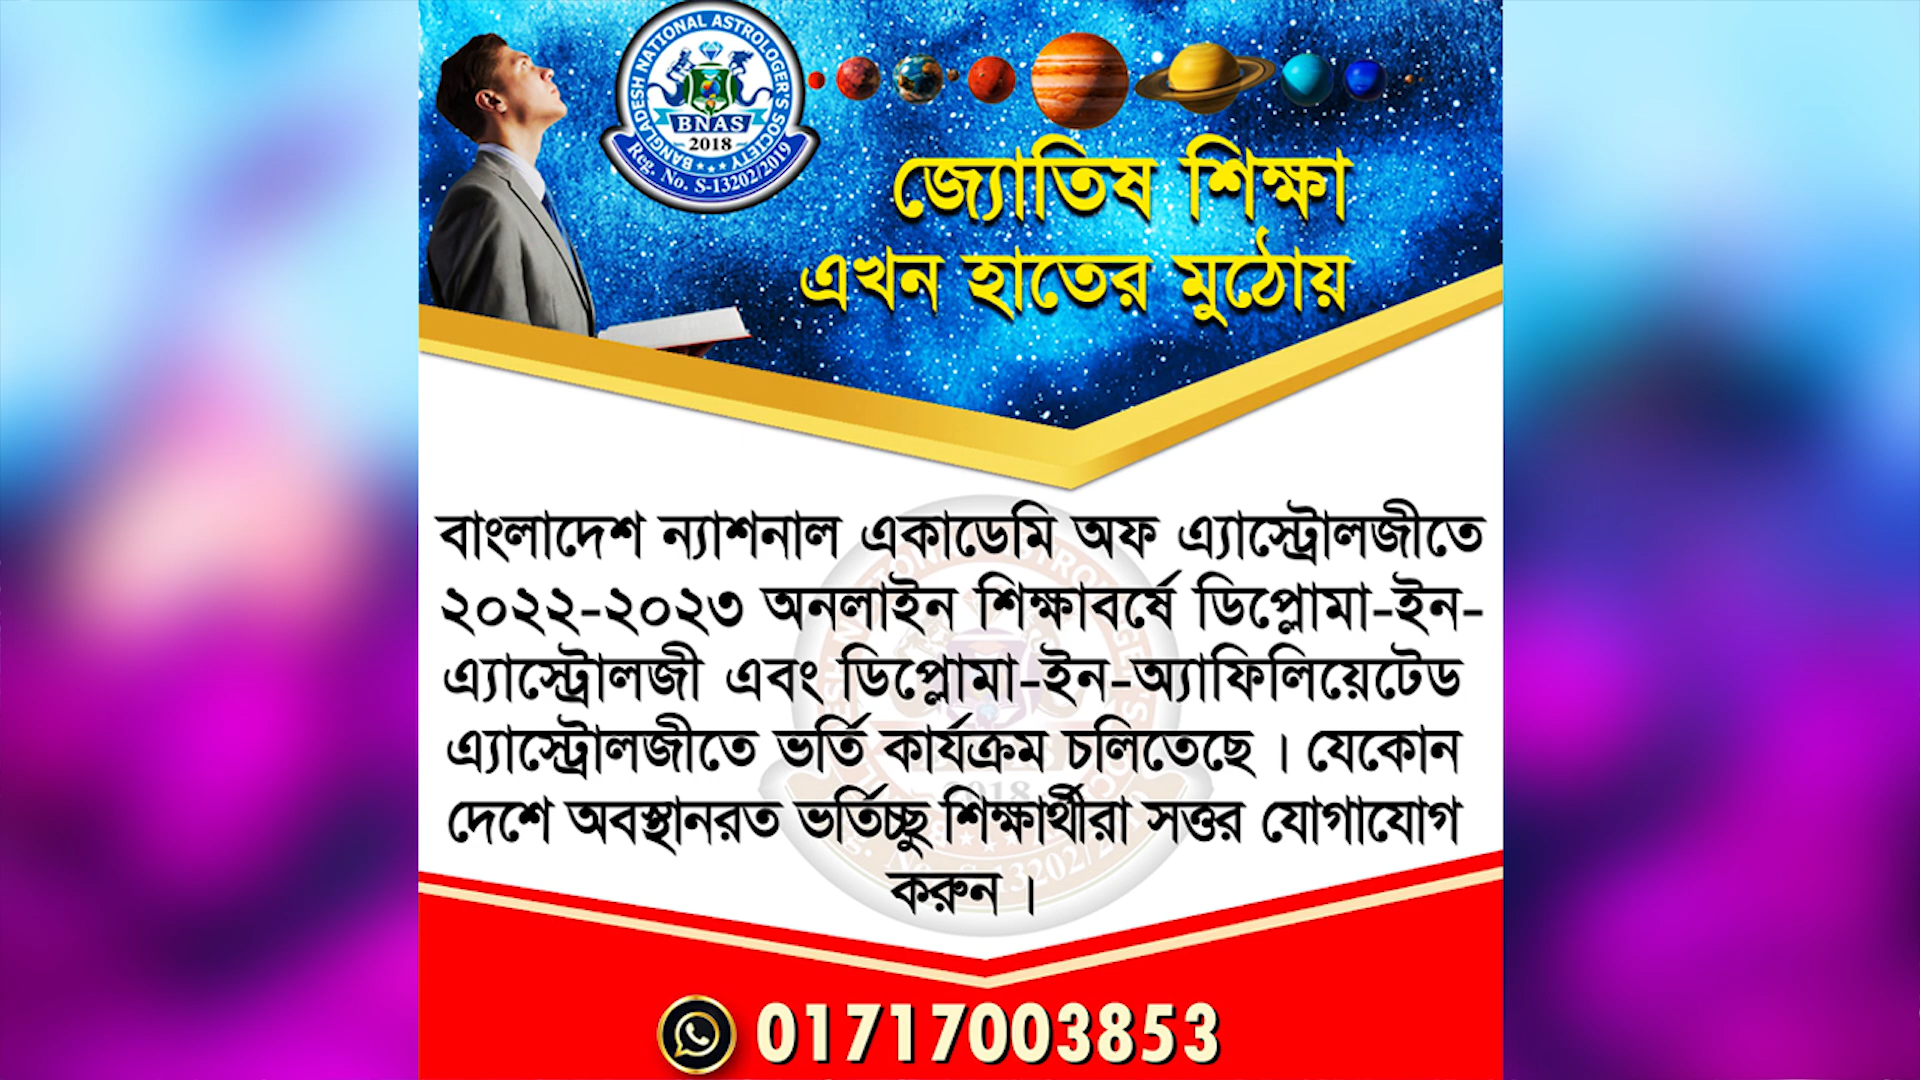 BANGLADESH NATIONAL ASTROLOGER'S SOCIETY
BNAS
2018
Reg. No. S-13202/2019
জ্যোতিষ শিক্ষা
এখন হাতের মুঠোয়
বাংলাদেশ ন্যাশনাল একাডেমি অফ এ্যাস্ট্রোলজীতে
২০২২-২০২৩ অনলাইন শিক্ষাবর্ষে ডিপ্লোমা-ইন-
এ্যাস্ট্রোলজী এবং ডিপ্লোমা-ইন-অ্যাফিলিয়েটেড
এ্যাস্ট্রোলজীতে ভর্তি কার্যক্রম চলিতেছে । যেকোন
দেশে অবস্থানরত ভর্তিচ্ছু শিক্ষার্থীরা সত্তর যোগাযোগ
করুন ।
01717003853